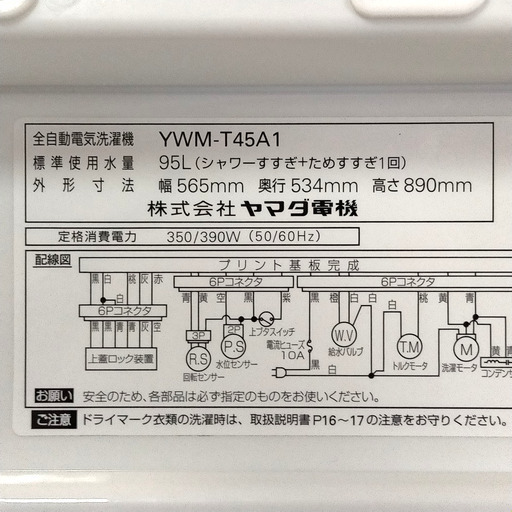 全自動電気洗濯機 YWM-T45A1
標準使用水量 95L(シャワーすすぎ+ためすすぎ1回)
外形寸法 幅565mm 奥行534mm 高さ890mm
株式会社ヤマダ電機
定格消費電力 350/390W (50/60Hz)
配線図
プリント基板完成
黒 白 桃 灰 赤
6Pコネクタ
白
6Pコネクタ
黒 黒 青 青 灰 空
上蓋ロック装置
6Pコネクタ
青 黄 空 黒 紫
3P 2P 上ブタスイッチ
R.S P.S
回転センサー 水位センサー
電流ヒューズ
10A
黒 橙 白 白 桃 黄
白 白 青
W.V
給水バルブ
T.M
トルクモータ
M
洗濯モータ
黒
白
黄 青
コンデンサ
お願い 安全のため、各部品は必ず指定のものをお使いください。
ご注意 ドライマーク衣類の洗濯時は、取扱説明書P16~17の注意をお守りください。